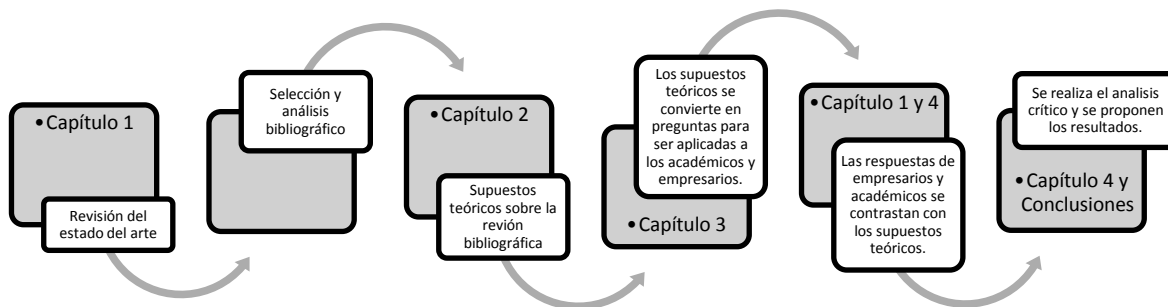 • Capítulo 1
Revisión del
estado del arte
Selección y
análisis
bibliográfico
• Capítulo 2
Supuestos
teóricos sobre la
revión
bibliográfica
Los supuestos
teóricos se
convierte en
preguntas para
ser aplicadas a
los académicos y
empresarios.
• Capítulo 3
• Capítulo 1 y 4
Las respuestas de
empresarios y
académicos se
contrastan con
los supuestos
teóricos.
Se realiza el analisis
crítico y se proponen
los resultados.
• Capítulo 4 y
Conclusiones